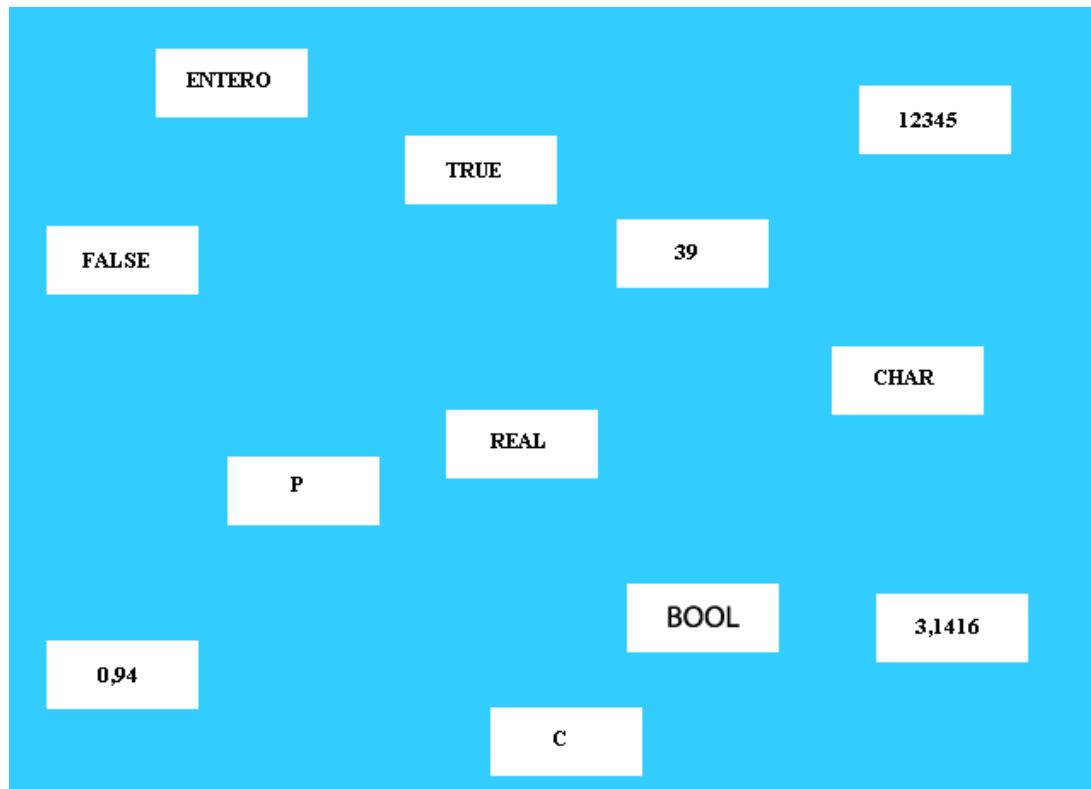 ENTERO
12345
TRUE
39
FALSE
CHAR
REAL
P
BOOL
3,1416
0,94
C